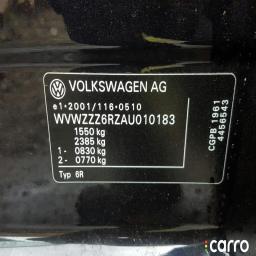 VOLKSWAGEN AG
e1*2001/116*0510
WVWZZZ6RZAU010183
1550 kg
2385 kg
1 - 0830 kg
2 - 0770 kg
Typ 6R
CGPB 1961
4456543
carro